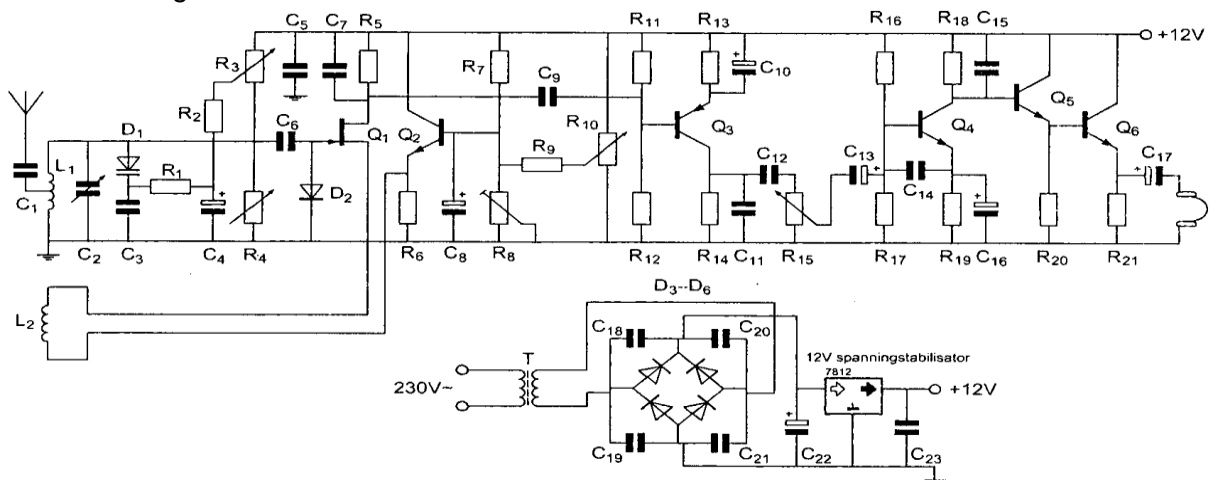 C5 C7 R5 R11 R13 R16 R18 C15
+12V
R3 R7 C9 C10
R2 R10
D1 C6 Q1 Q2 Q3 Q4 Q5 Q6
L1 R1 R9 C12 C13 C14 C17
C1 D2
C2 C3 C4 R4 R6 C8 R8 R12 R14 C11 R15 R17 R19 C16 R20 R21
L2
D3--D6
C18 C20
T
12V spanningstabilisator
7812
230V~
+12V
C19 C21 C22 C23